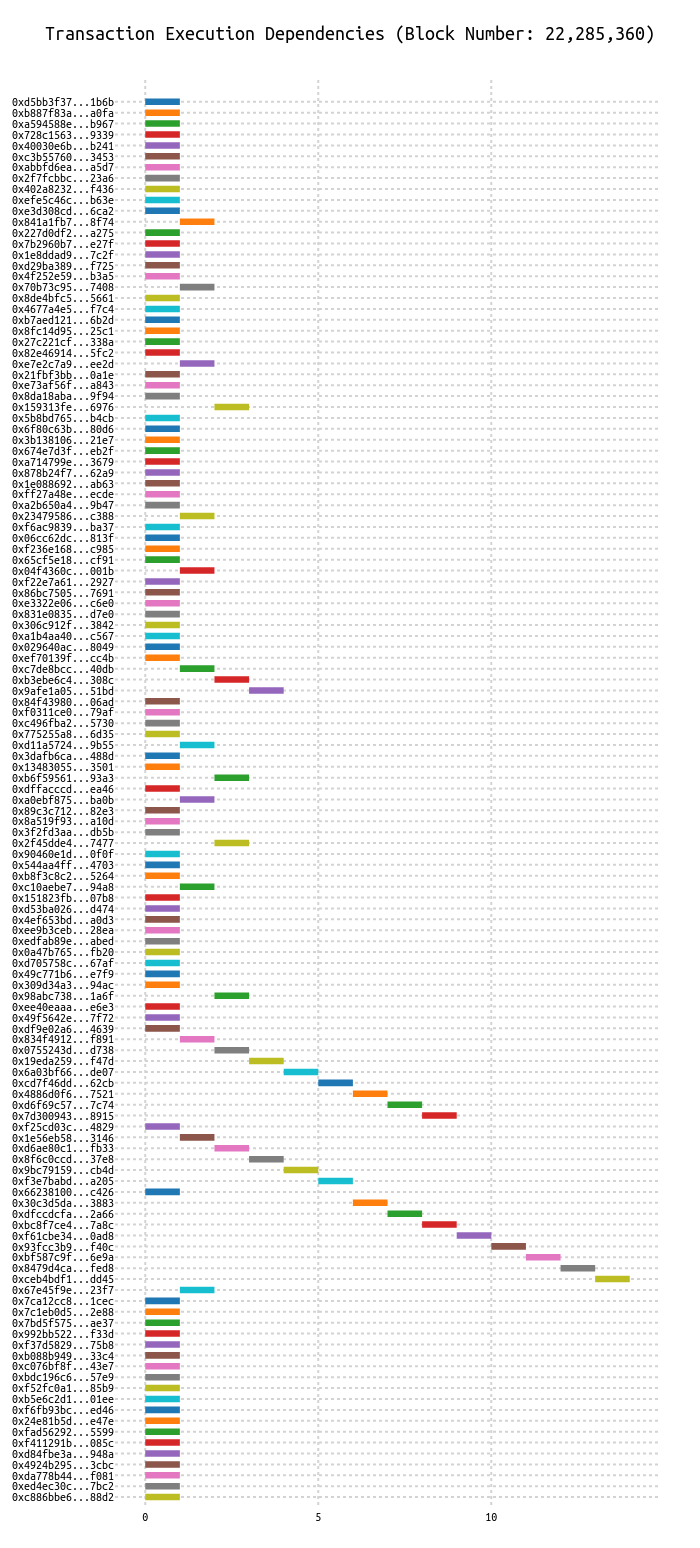 Transaction Execution Dependencies (Block Number: 22,285,360)
0xd5bb3f37...1b6b
0xb887f83a...a0fa
0xa594588e...b967
0x728c1563...9339
0x40030e6b...b241
0xc3b55760...3453
0xabbfd6ea...a5d7
0x2f7fcbbc...23a6
0x402a8232...f436
0xefe5c46c...b63e
0xe3d308cd...6ca2
0x841a1fb7...8f74
0x227d0df2...a275
0x7b2960b7...e27f
0x1e8ddad9...7c2f
0xd29ba389...f725
0x4f252e59...b3a5
0x70b73c95...7408
0x8de4bfc5...5661
0x4677a4e5...f7c4
0xb7aed121...6b2d
0x8fc14d95...25c1
0x27c221cf...338a
0x82e46914...5fc2
0xe7e2c7a9...ee2d
0x21fbf3bb...0a1e
0xe73af56f...a843
0x8da18aba...9f94
0x159313fe...6976
0x5b8bd765...b4cb
0x6f80c63b...80d6
0x3b138106...21e7
0x674e7d3f...eb2f
0xa714799e...3679
0x878b24f7...62a9
0x1e088692...ab63
0xff27a48e...ecde
0xa2b650a4...9b47
0x23479586...c388
0xf6ac9839...ba37
0x06cc62dc...813f
0xf236e168...c985
0x65cf5e18...cf91
0x04f4360c...001b
0xf22e7a61...2927
0x86bc7505...7691
0xe3322e06...c6e0
0x831e0835...d7e0
0x306c912f...3842
0xa1b4aa40...c567
0x029640ac...8049
0xef70139f...cc4b
0xc7de8bcc...40db
0xb3ebe6c4...308c
0x9afe1a05...51bd
0x84f43980...06ad
0xf0311ce0...79af
0xc496fba2...5730
0x775255a8...6d35
0xd11a5724...9b55
0x3dafb6ca...488d
0x13483055...3501
0xb6f59561...93a3
0xdffacccd...ea46
0xa0ebf875...ba0b
0x89c3c712...82e3
0x8a519f93...a10d
0x3f2fd3aa...db5b
0x2f45dde4...7477
0x90460e1d...0f0f
0x544aa4ff...4703
0xb8f3c8c2...5264
0xc10aebe7...94a8
0x151823fb...07b8
0xd53ba026...d474
0x4ef653bd...a0d3
0xee9b3ceb...28ea
0xedfab89e...abed
0x0a47b765...fb20
0xd705758c...67af
0x49c771b6...e7f9
0x309d34a3...94ac
0x98abc738...1a6f
0xee40eaaa...e6e3
0x49f5642e...7f72
0xdf9e02a6...4639
0x834f4912...f891
0x0755243d...d738
0x19eda259...f47d
0x6a03bf66...de07
0xcd7f46dd...62cb
0x4886d0f6...7521
0xd6f69c57...7c74
0x7d300943...8915
0xf25cd03c...4829
0x1e56eb58...3146
0xd6ae80c1...fb33
0x8f6c0ccd...37e8
0x9bc79159...cb4d
0xf3e7babd...a205
0x66238100...c426
0x30c3d5da...3883
0xdfccdcfa...2a66
0xbc8f7ce4...7a8c
0xf61cbe34...0ad8
0x93fcc3b9...f40c
0xbf587c9f...6e9a
0x8479d4ca...fed8
0xceb4bdf1...dd45
0x67e45f9e...23f7
0x7ca12cc8...1cec
0x7c1eb0d5...2e88
0x7bd5f575...ae37
0x992bb522...f33d
0xf37d5829...75b8
0xb088b949...33c4
0xc076bf8f...43e7
0xbdc196c6...57e9
0xf52fc0a1...85b9
0xb5e6c2d1...01ee
0xf6fb93bc...ed46
0x24e81b5d...e47e
0xfad56292...5599
0xf411291b...085c
0xd84fbe3a...948a
0x4924b295...3cbc
0xda778b44...f081
0xed4ec30c...7bc2
0xc886bbe6...88d2
0 5 10